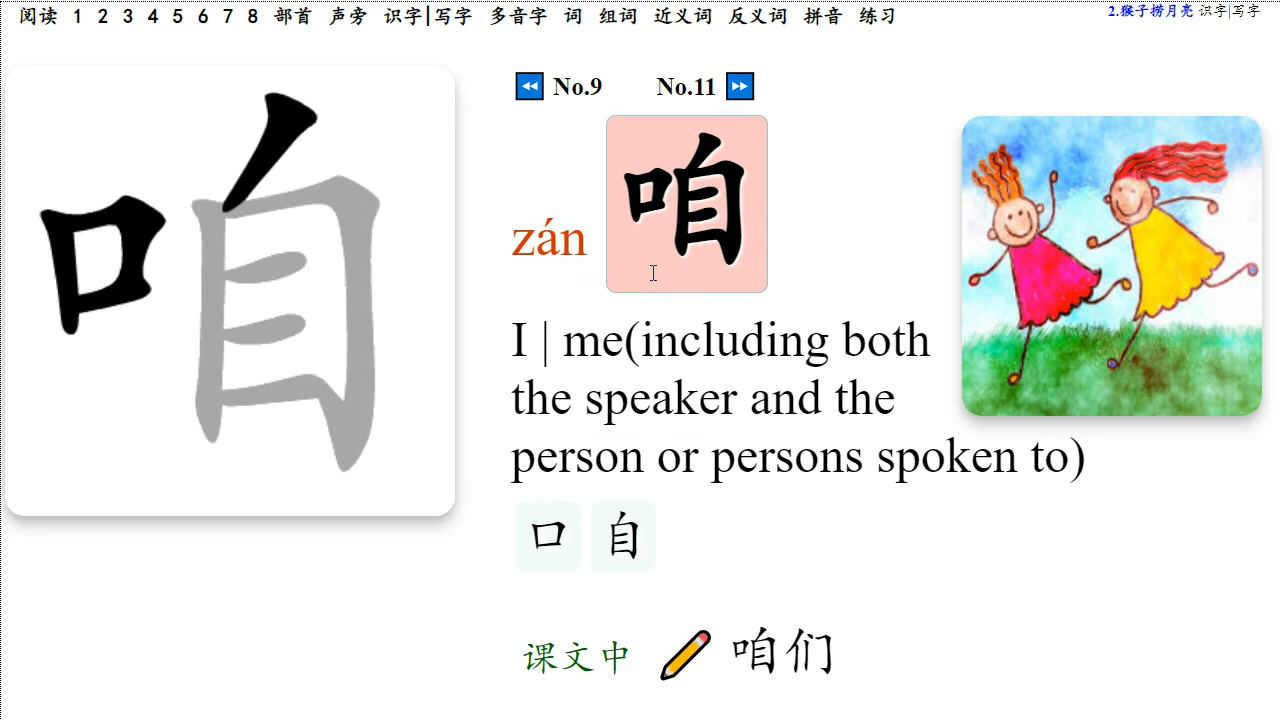 阅读 1 2 3 4 5 6 7 8 部首 声旁 识字|写字 多音字 词 组词 近义词 反义词 拼音 练习
2.猴子捞月亮 识字|写字
咱
No.9 No.11
zán 咱
I | me(including both
the speaker and the
person or persons spoken to)
口 自
课文中 咱们